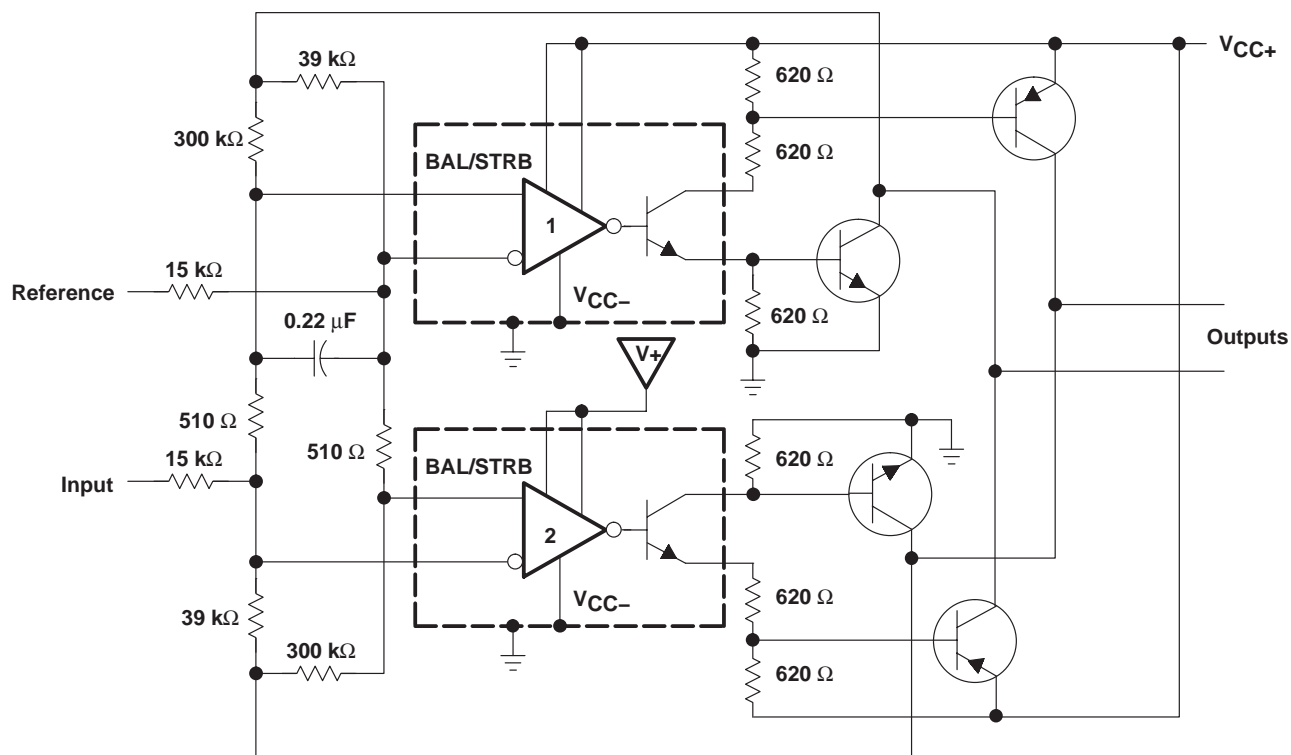 39 kΩ
620 Ω
VCC+
300 kΩ
BAL/STRB
620 Ω
1
15 kΩ
Reference
VCC–
620 Ω
0.22 µF
V+
Outputs
510 Ω
510 Ω
15 kΩ
Input
BAL/STRB
620 Ω
2
VCC–
620 Ω
39 kΩ
300 kΩ
620 Ω